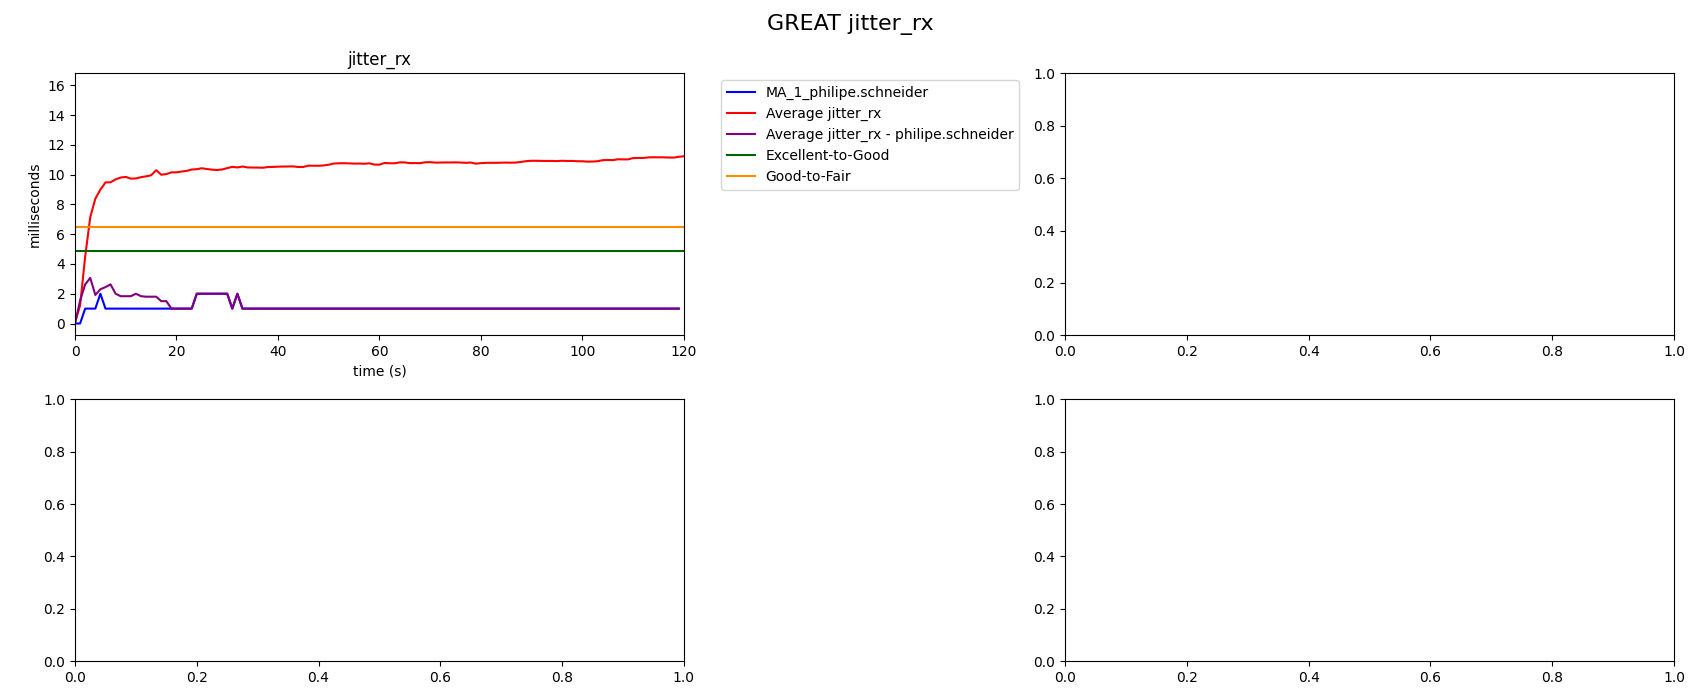 GREAT jitter_rx
jitter_rx
milliseconds
16
14
12
10
8
6
4
2
0
0 20 40 60 80 100 120
time (s)
MA_1_philipe.schneider
Average jitter_rx
Average jitter_rx - philipe.schneider
Excellent-to-Good
Good-to-Fair
1.0
0.8
0.6
0.4
0.2
0.0
0.0 0.2 0.4 0.6 0.8 1.0
1.0
0.8
0.6
0.4
0.2
0.0
0.0 0.2 0.4 0.6 0.8 1.0
1.0
0.8
0.6
0.4
0.2
0.0
0.0 0.2 0.4 0.6 0.8 1.0